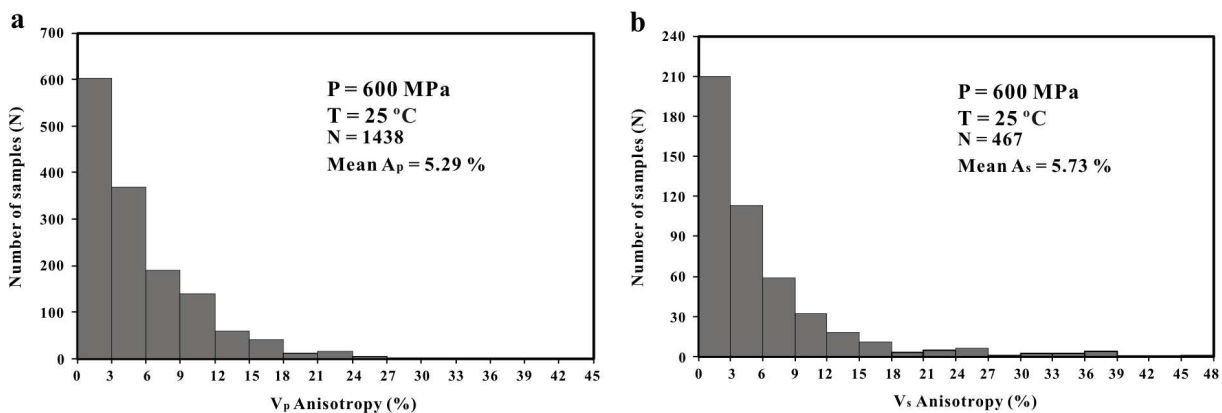 a
700
600
500
400
300
200
100
0
Number of samples (N)
P = 600 MPa
T = 25 ºC
N = 1438
Mean Ap = 5.29 %
0 3 6 9 12 15 18 21 24 27 30 33 36 39 42 45
Vp Anisotropy (%)
b
240
210
180
150
120
90
60
30
0
Number of samples (N)
P = 600 MPa
T = 25 ºC
N = 467
Mean As = 5.73 %
0 3 6 9 12 15 18 21 24 27 30 33 36 39 42 45 48
Vs Anisotropy (%)